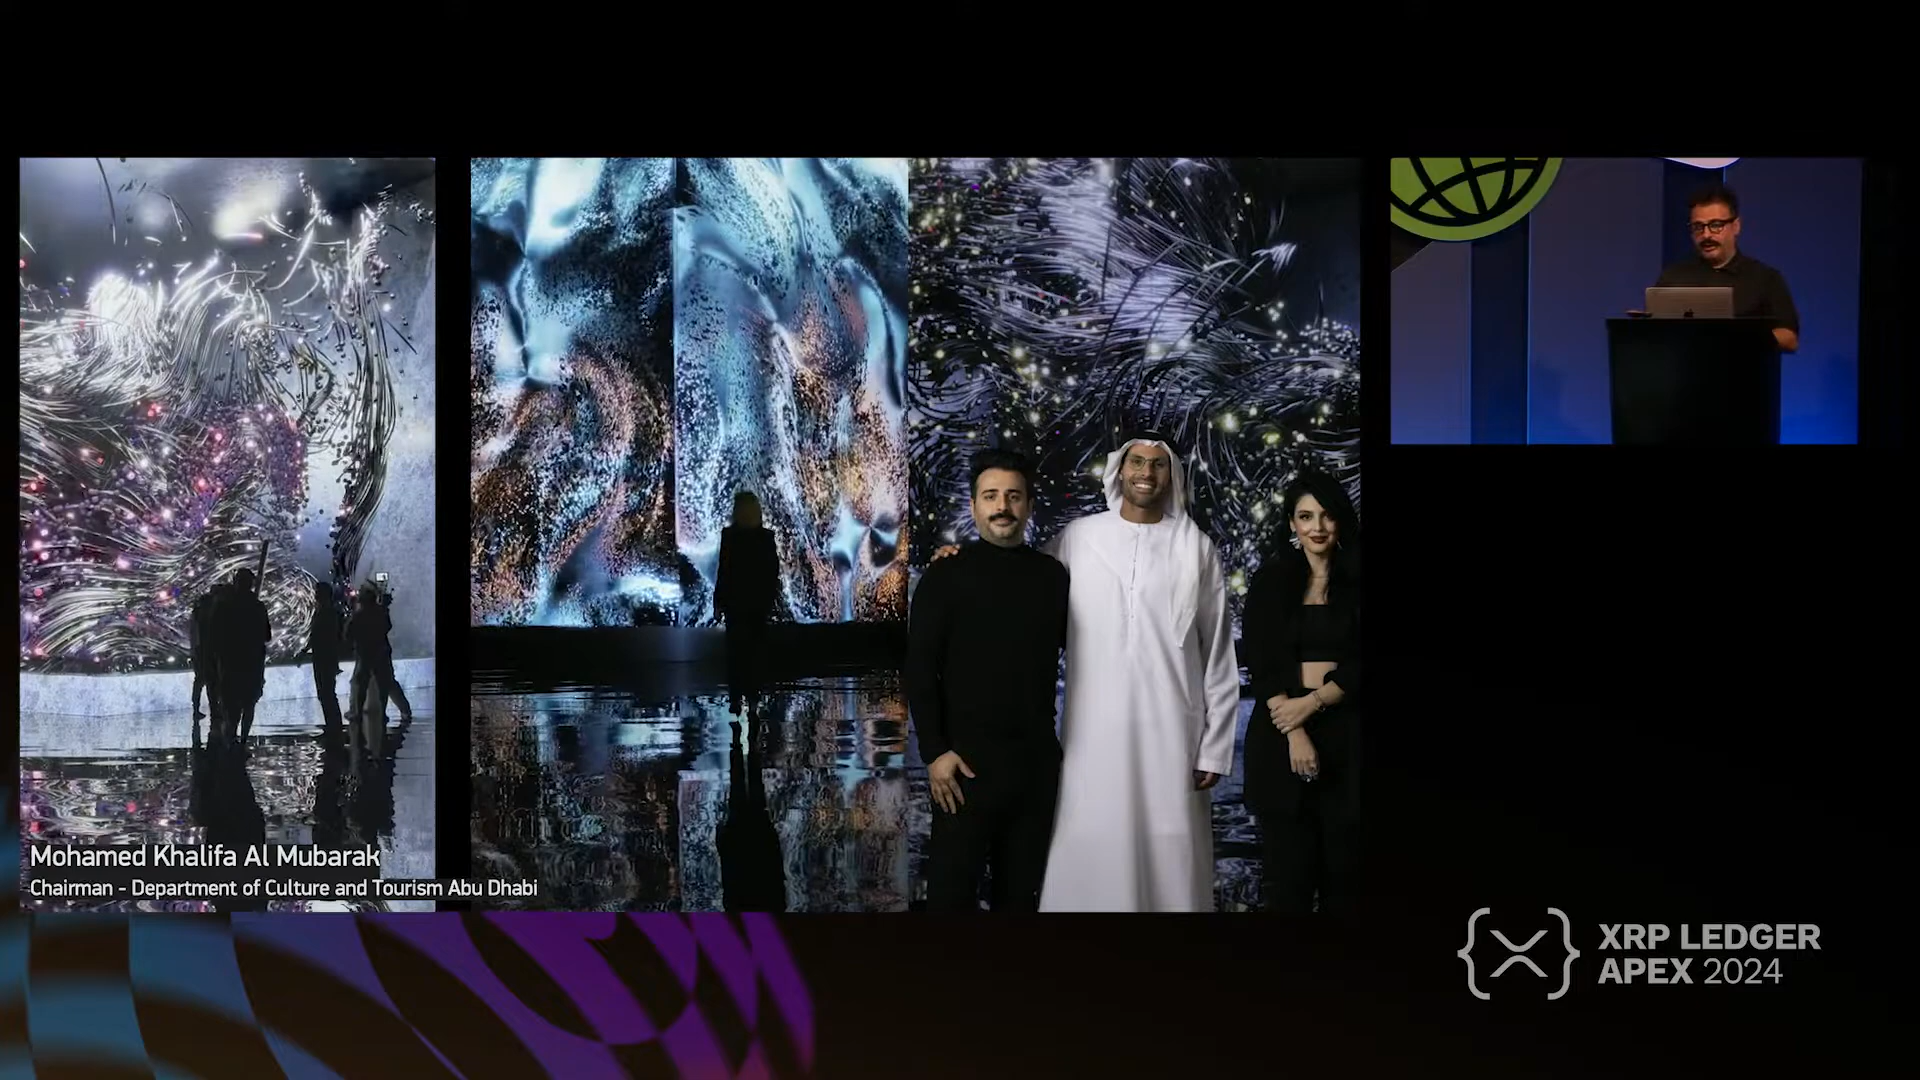 Mohamed Khalifa Al Mubarak
Chairman - Department of Culture and Tourism Abu Dhabi
XRP LEDGER
APEX 2024